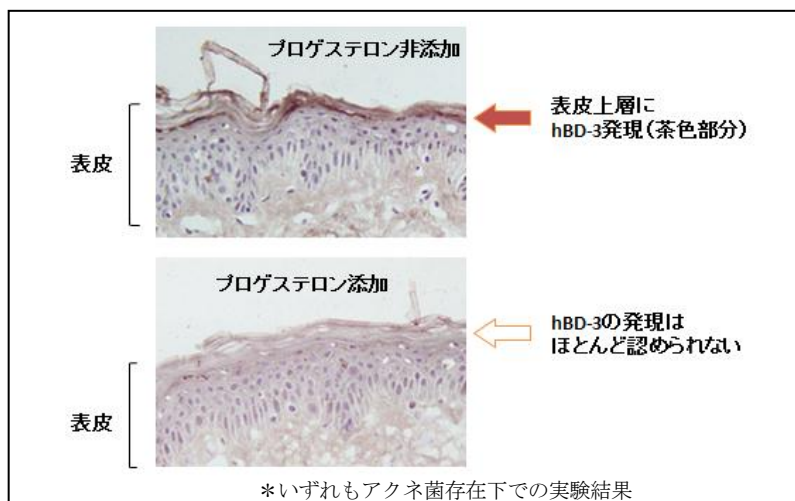 プロゲステロン非添加
表皮
表皮上層に
hBD-3発現(茶色部分)
プロゲステロン添加
表皮
hBD-3の発現は
ほとんど認められない
*いずれもアクネ菌存在下での実験結果